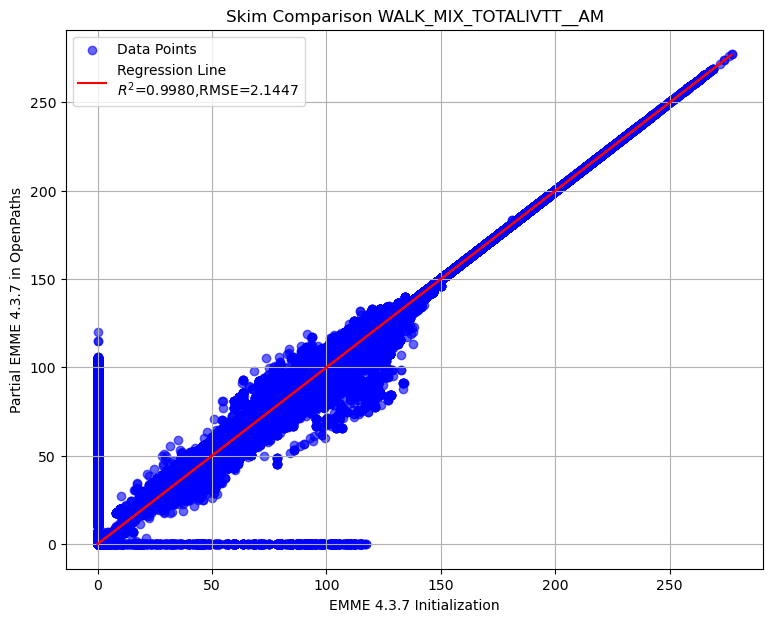 Skim Comparison WALK_MIX_TOTALIVTT__AM
Data Points
Regression Line
R²=0.9980,RMSE=2.1447
Partial EMME 4.3.7 in OpenPaths
250
200
150
100
50
0
0 50 100 150 200 250
EMME 4.3.7 Initialization